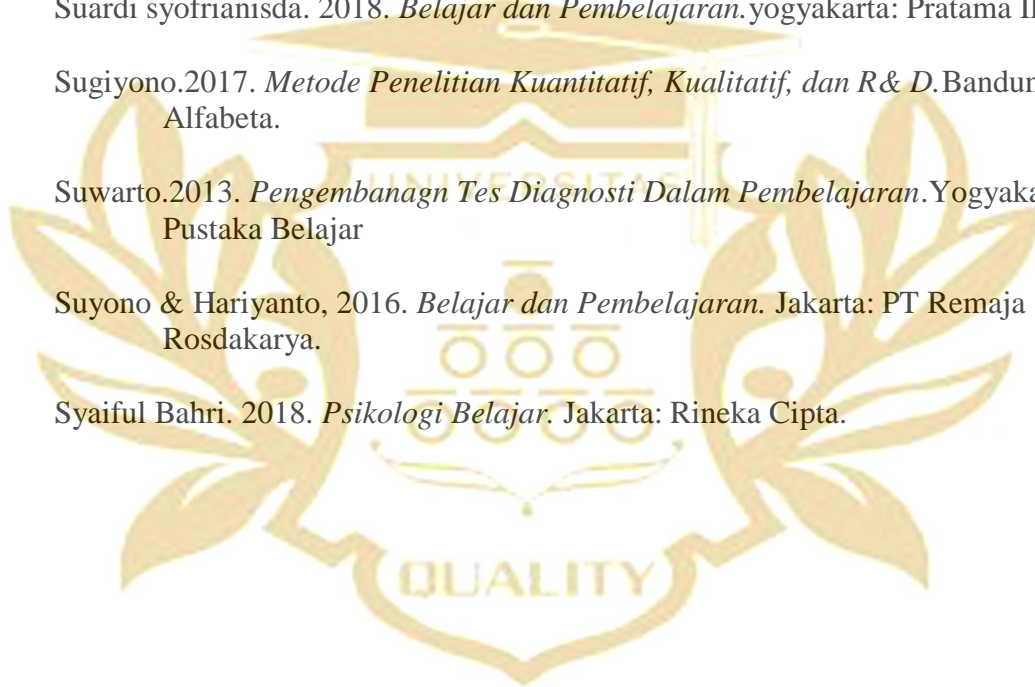 Suardi syofrianisda. 2018. Belajar dan Pembelajaran.yogyakarta: Pratama
Sugiyono.2017. Metode Penelitian Kuantitatif, Kualitatif, dan R& D.Bandun
Alfabeta.
UNIVERSITAS
Suwarto.2013. Pengembanagn Tes Diagnosti Dalam Pembelajaran.Yogyaka
Pustaka Belajar
Suyono & Hariyanto, 2016. Belajar dan Pembelajaran. Jakarta: PT Remaja
Rosdakarya.
Syaiful Bahri. 2018. Psikologi Belajar. Jakarta: Rineka Cipta.
QUALITY